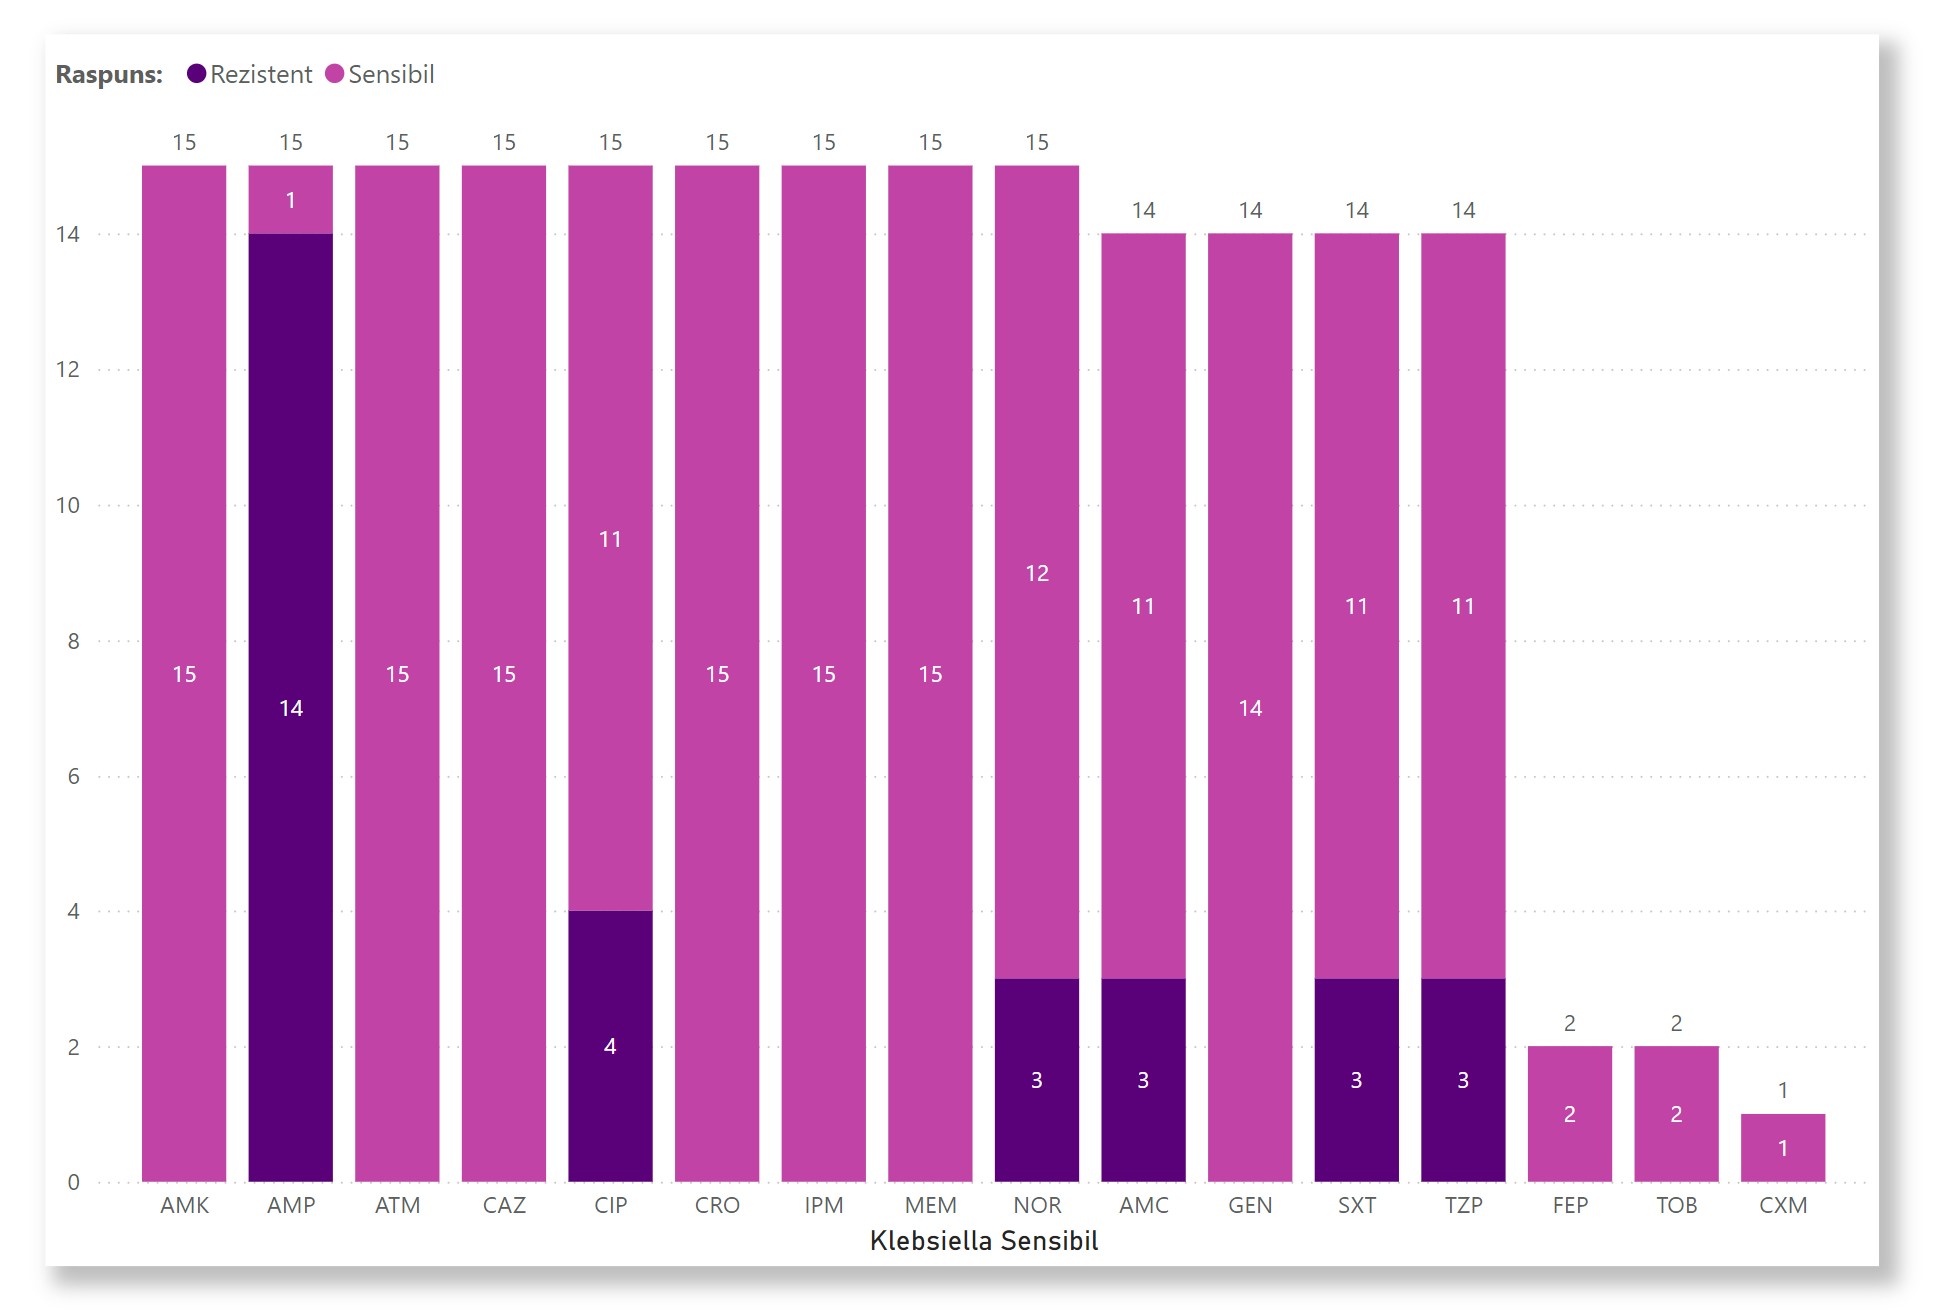 Raspuns: Rezistent Sensibil
15 15 15 15 15 15 15 15 15
1
14 14 14 14
14
12
10
11
12
11 11 11
8
15 15 15 15 15 15
14 14
6
4
4
2 2
2
3 3 3 3
1
2 2
1
0
AMK AMP ATM CAZ CIP CRO IPM MEM NOR AMC GEN SXT TZP FEP TOB CXM
Klebsiella Sensibil